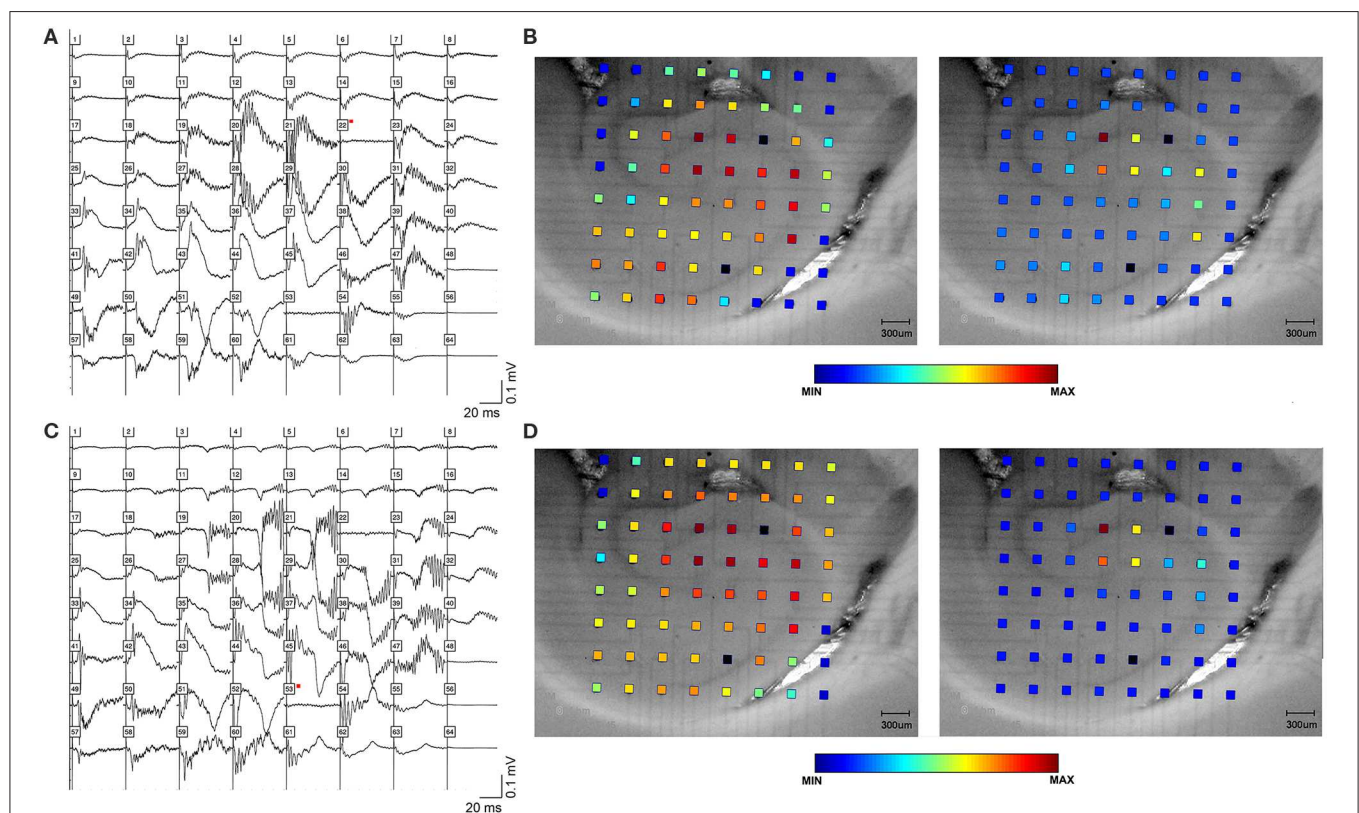 A
1 2 3 4 5 6 7 8
9 10 11 12 13 14 15 16
17 18 19 20 21 22 23 24
25 26 27 28 29 30 31 32
33 34 35 36 37 38 39 40
41 42 43 44 45 46 47 48
49 50 51 52 53 54 55 56
57 58 59 60 61 62 63 64
0.1 mV
20 ms
B
300um
300um
MIN MAX
C
1 2 3 4 5 6 7 8
9 10 11 12 13 14 15 16
17 18 19 20 21 22 23 24
25 26 27 28 29 30 31 32
33 34 35 36 37 38 39 40
41 42 43 44 45 46 47 48
49 50 51 52 53 54 55 56
57 58 59 60 61 62 63 64
0.1 mV
20 ms
D
300um
300um
MIN MAX